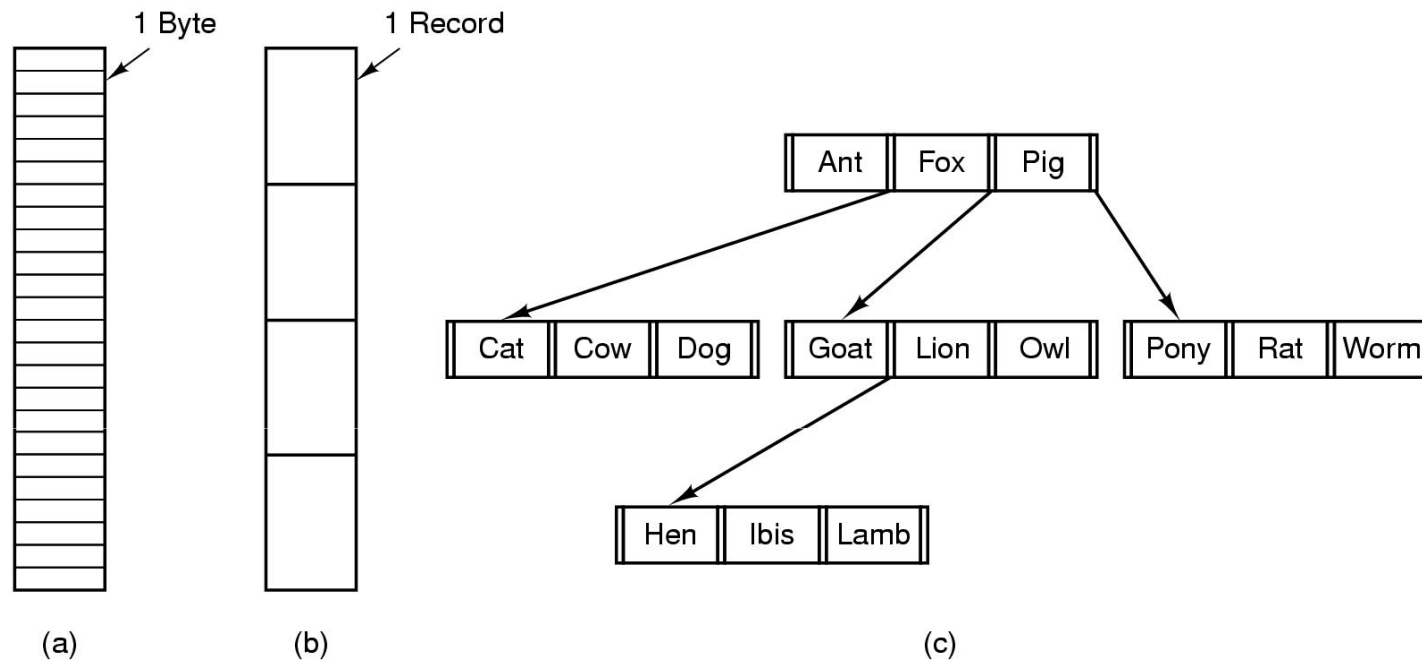 1 Byte
1 Record
Ant Fox Pig
Cat Cow Dog
Goat Lion Owl
Pony Rat Worm
Hen Ibis Lamb
(a)
(b)
(c)